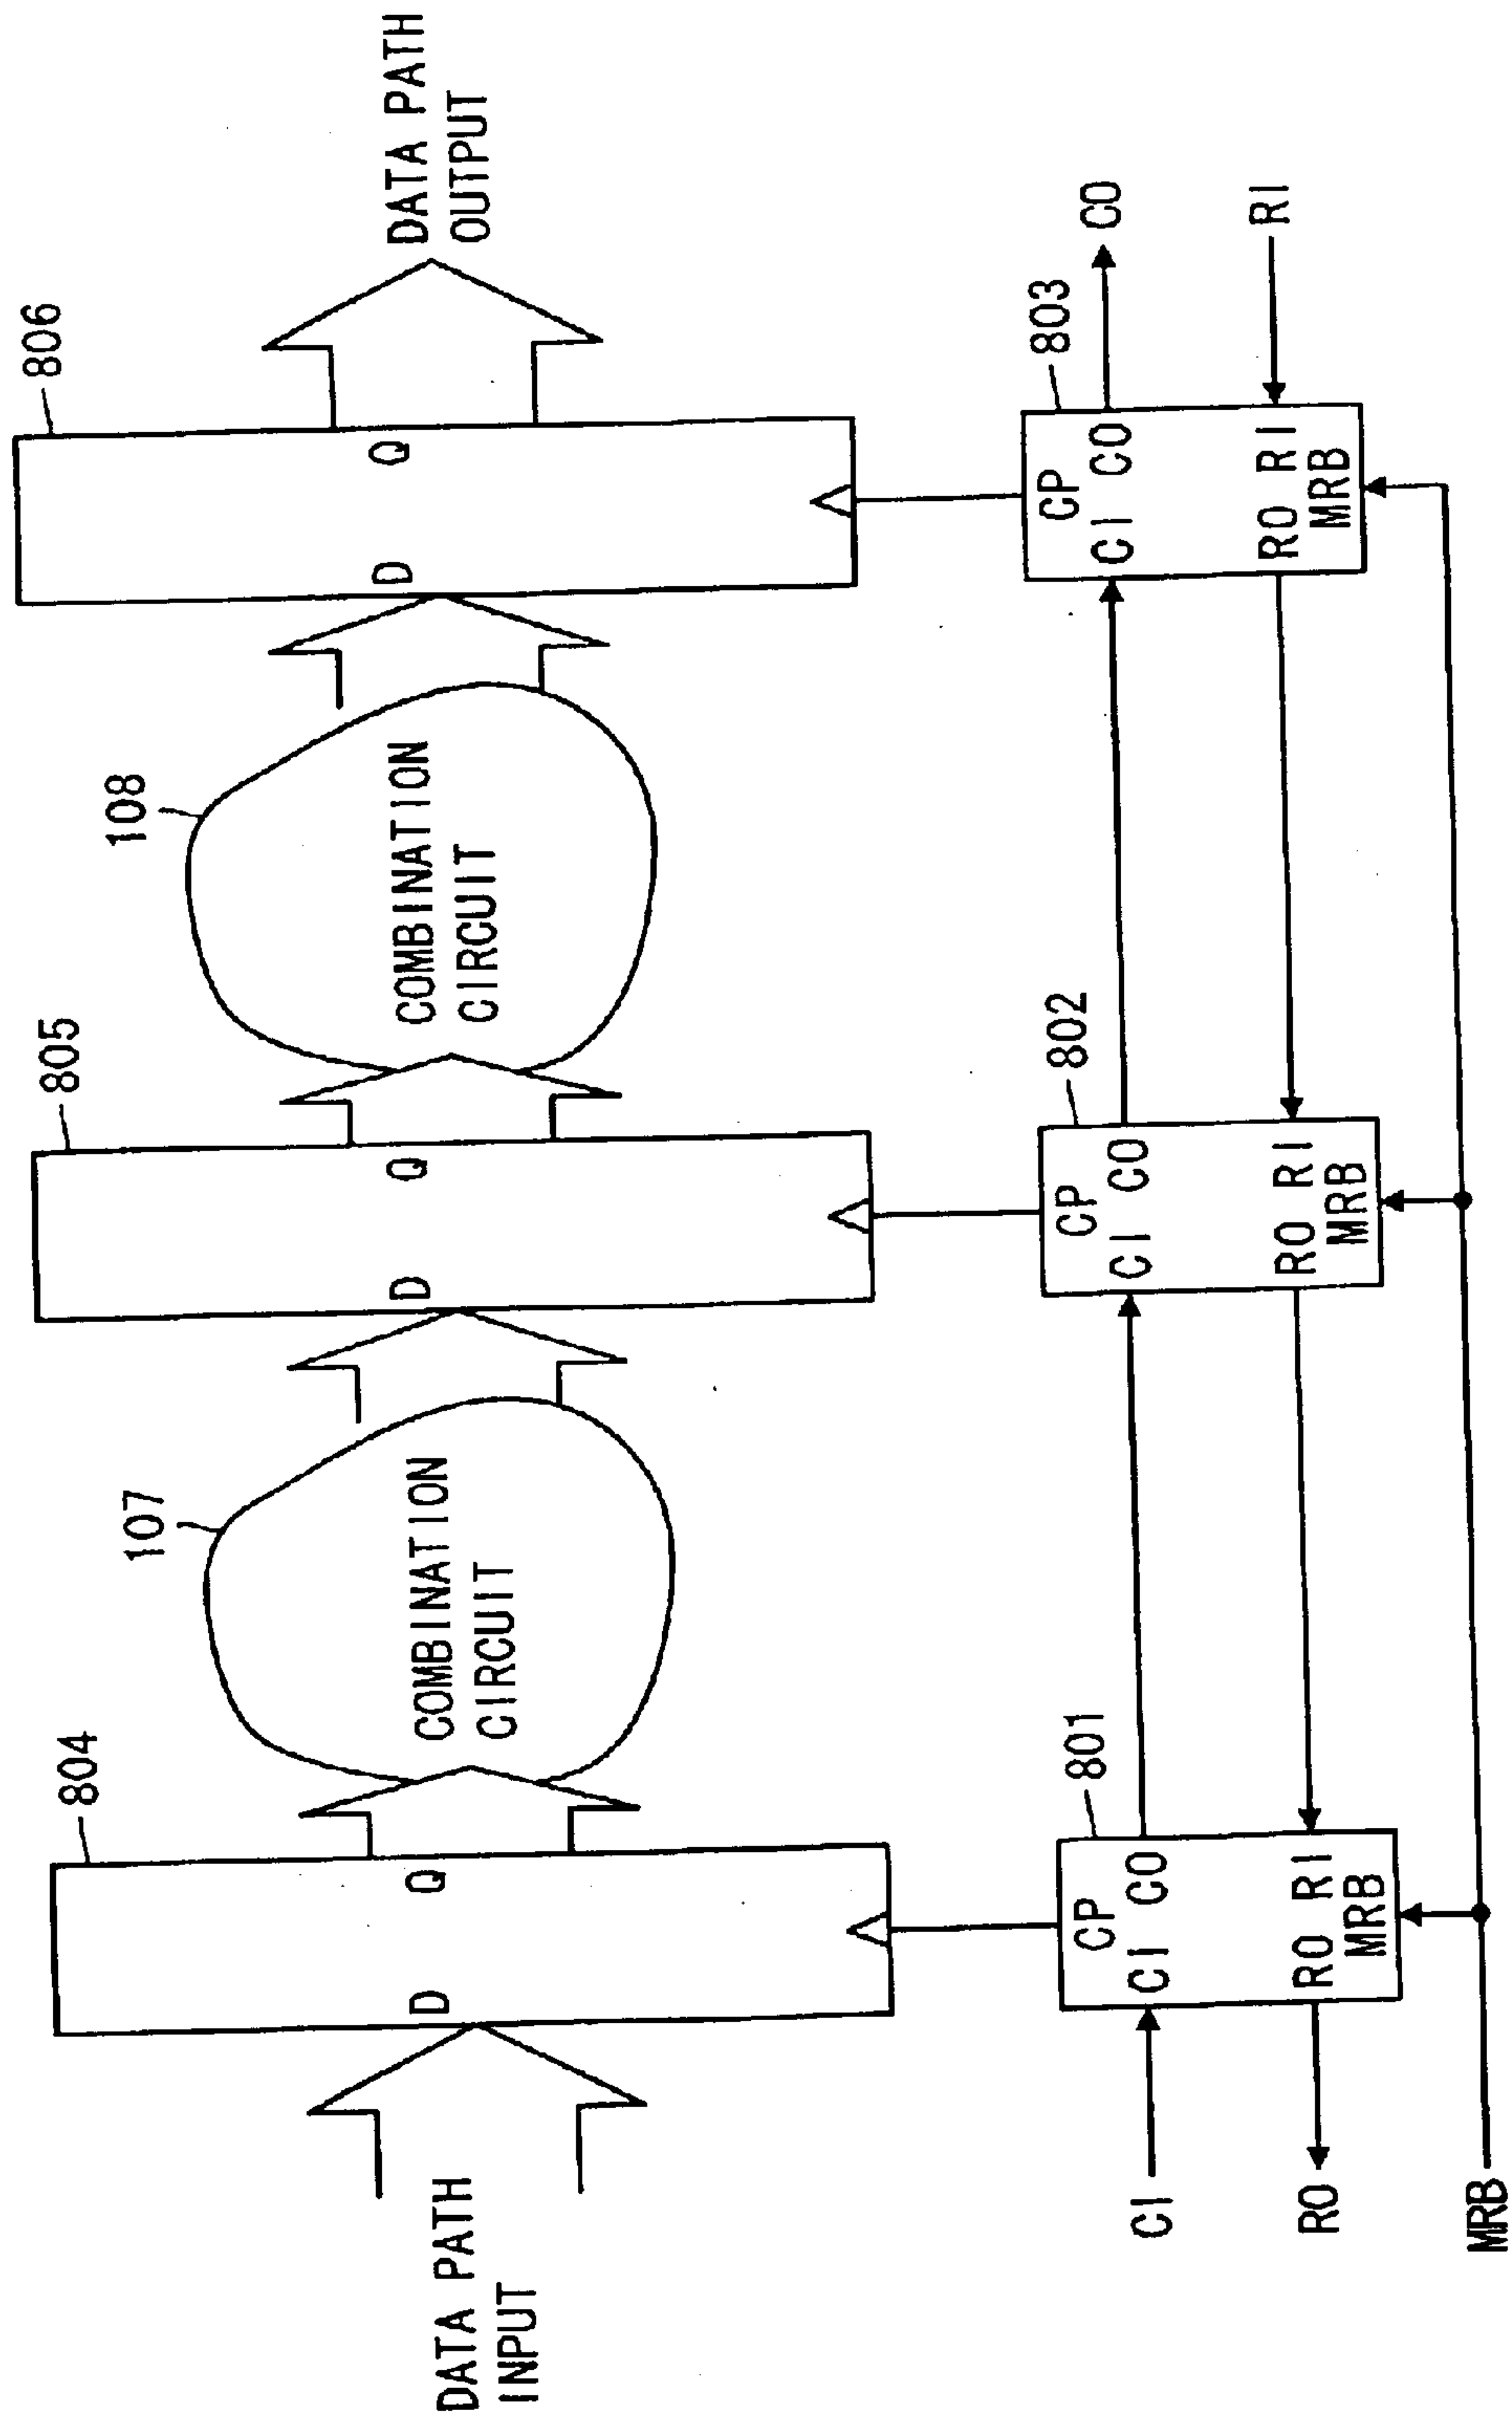 804
805
806
107
108
D
Q
D
Q
D
Q
DATA PATH
INPUT
COMBINATION
CIRCUIT
COMBINATION
CIRCUIT
DATA PATH
OUTPUT
801
802
803
CP
CI CO
RO RI
MRB
CP
CI CO
RO RI
MRB
CP
CI CO
RO RI
MRB
CI
RO
MRB
CO
RI